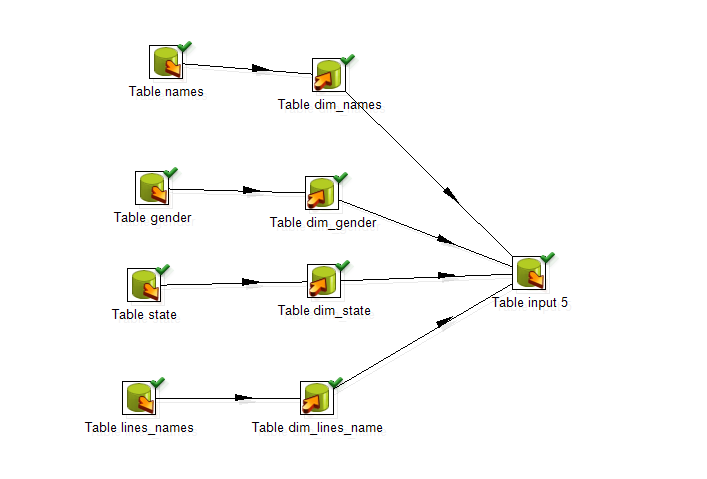 Table names
Table dim_names
Table gender
Table dim_gender
Table state
Table dim_state
Table input 5
Table lines_names
Table dim_lines_name